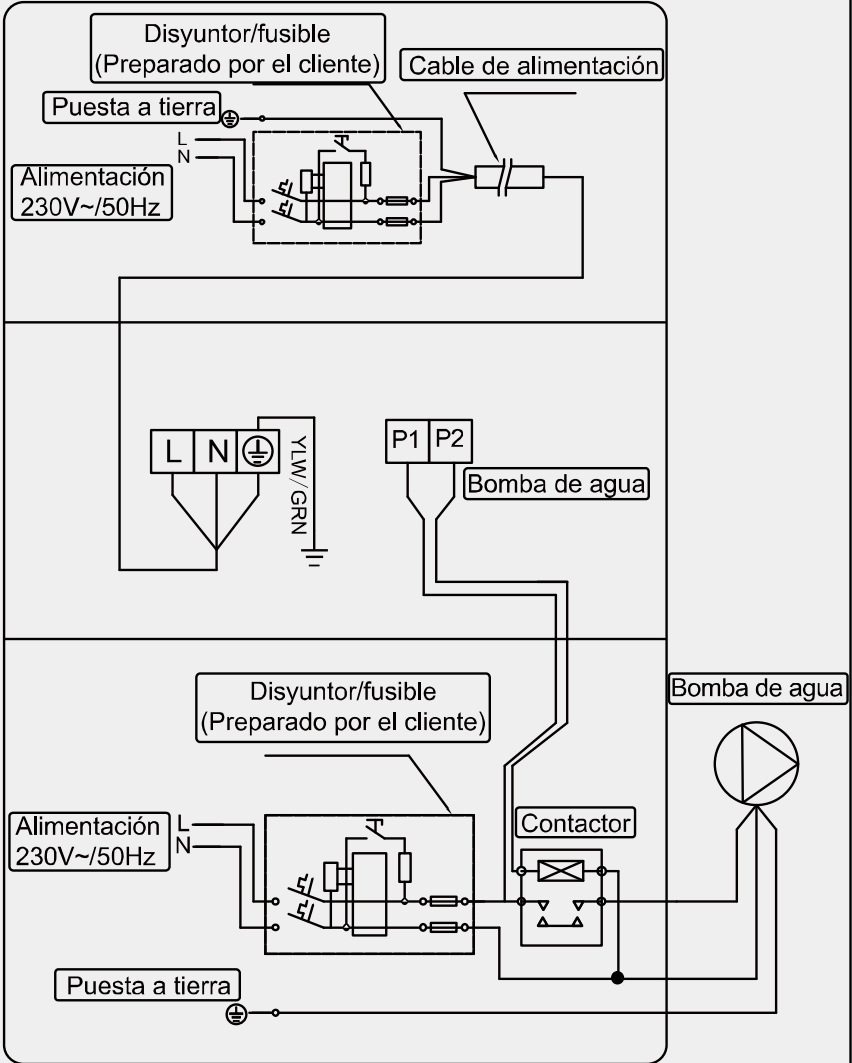 Disyuntor/fusible
(Preparado por el cliente)
Cable de alimentación
Puesta a tierra
L
N
Alimentación
230V~/50Hz
L N
YLW/GRN
P1 P2
Bomba de agua
Disyuntor/fusible
(Preparado por el cliente)
Bomba de agua
Alimentación
230V~/50Hz
L
N
Contactor
Puesta a tierra